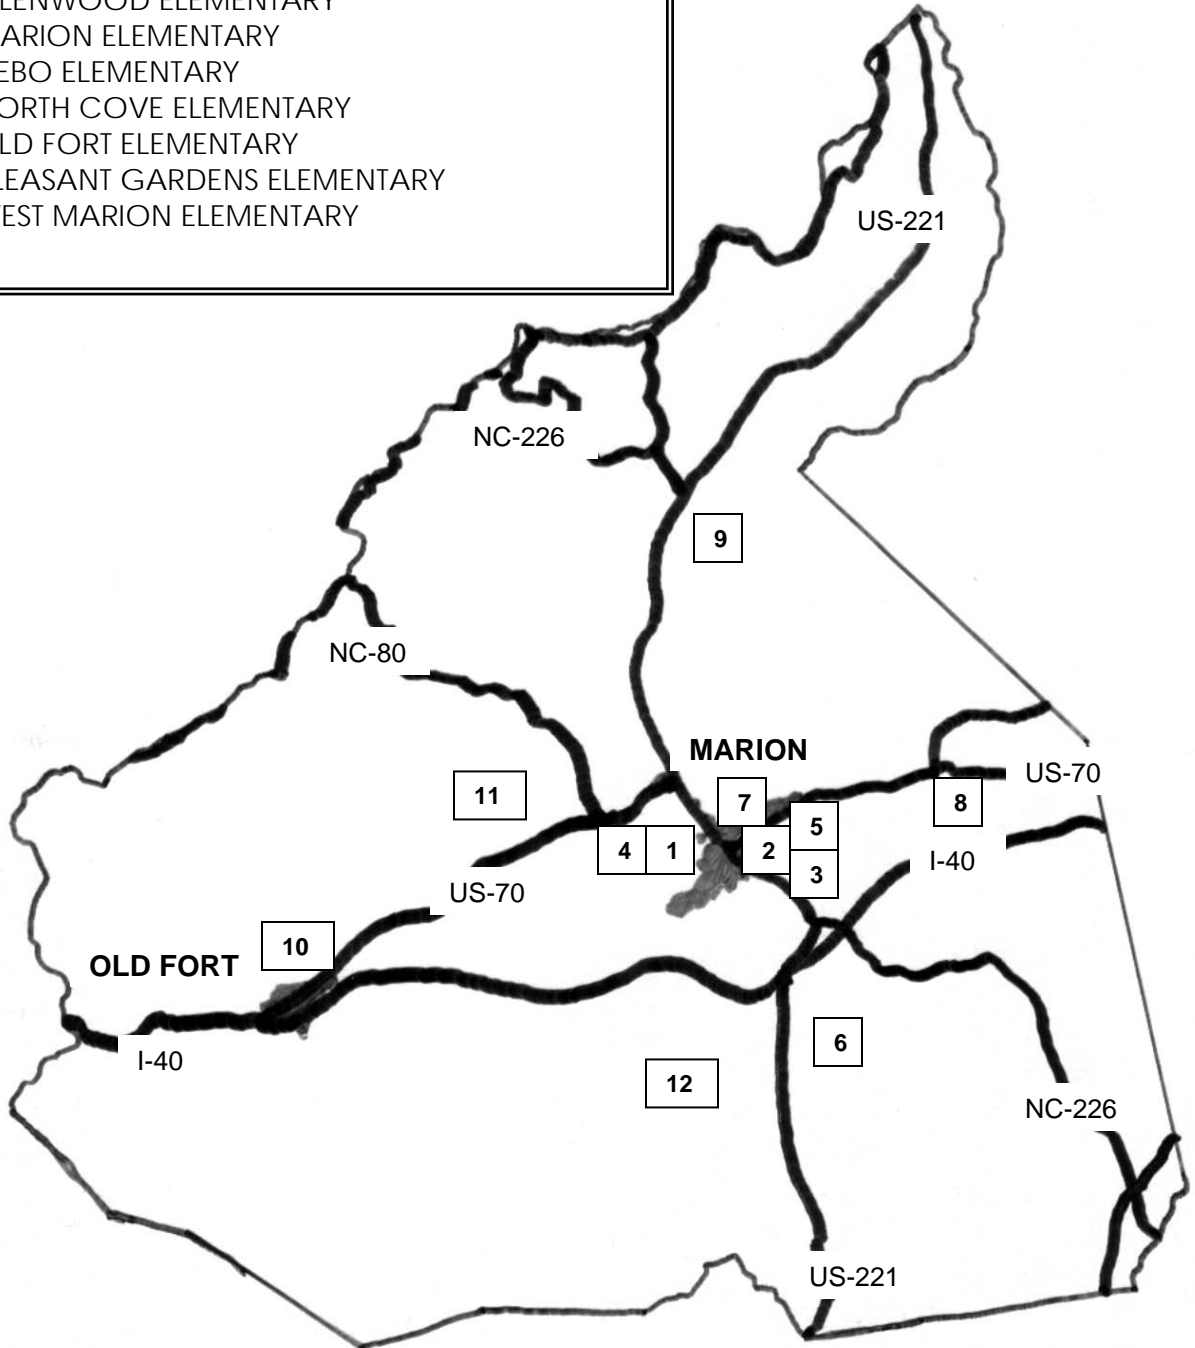 LENWOOD ELEMENTARY
ARION ELEMENTARY
EBO ELEMENTARY
ORTH COVE ELEMENTARY
LD FORT ELEMENTARY
LEASANT GARDENS ELEMENTARY
EST MARION ELEMENTARY
US-221
NC-226
9
NC-80
MARION
US-70
11
7
8
5
4
1
2
I-40
3
US-70
10
OLD FORT
6
I-40
12
NC-226
US-221